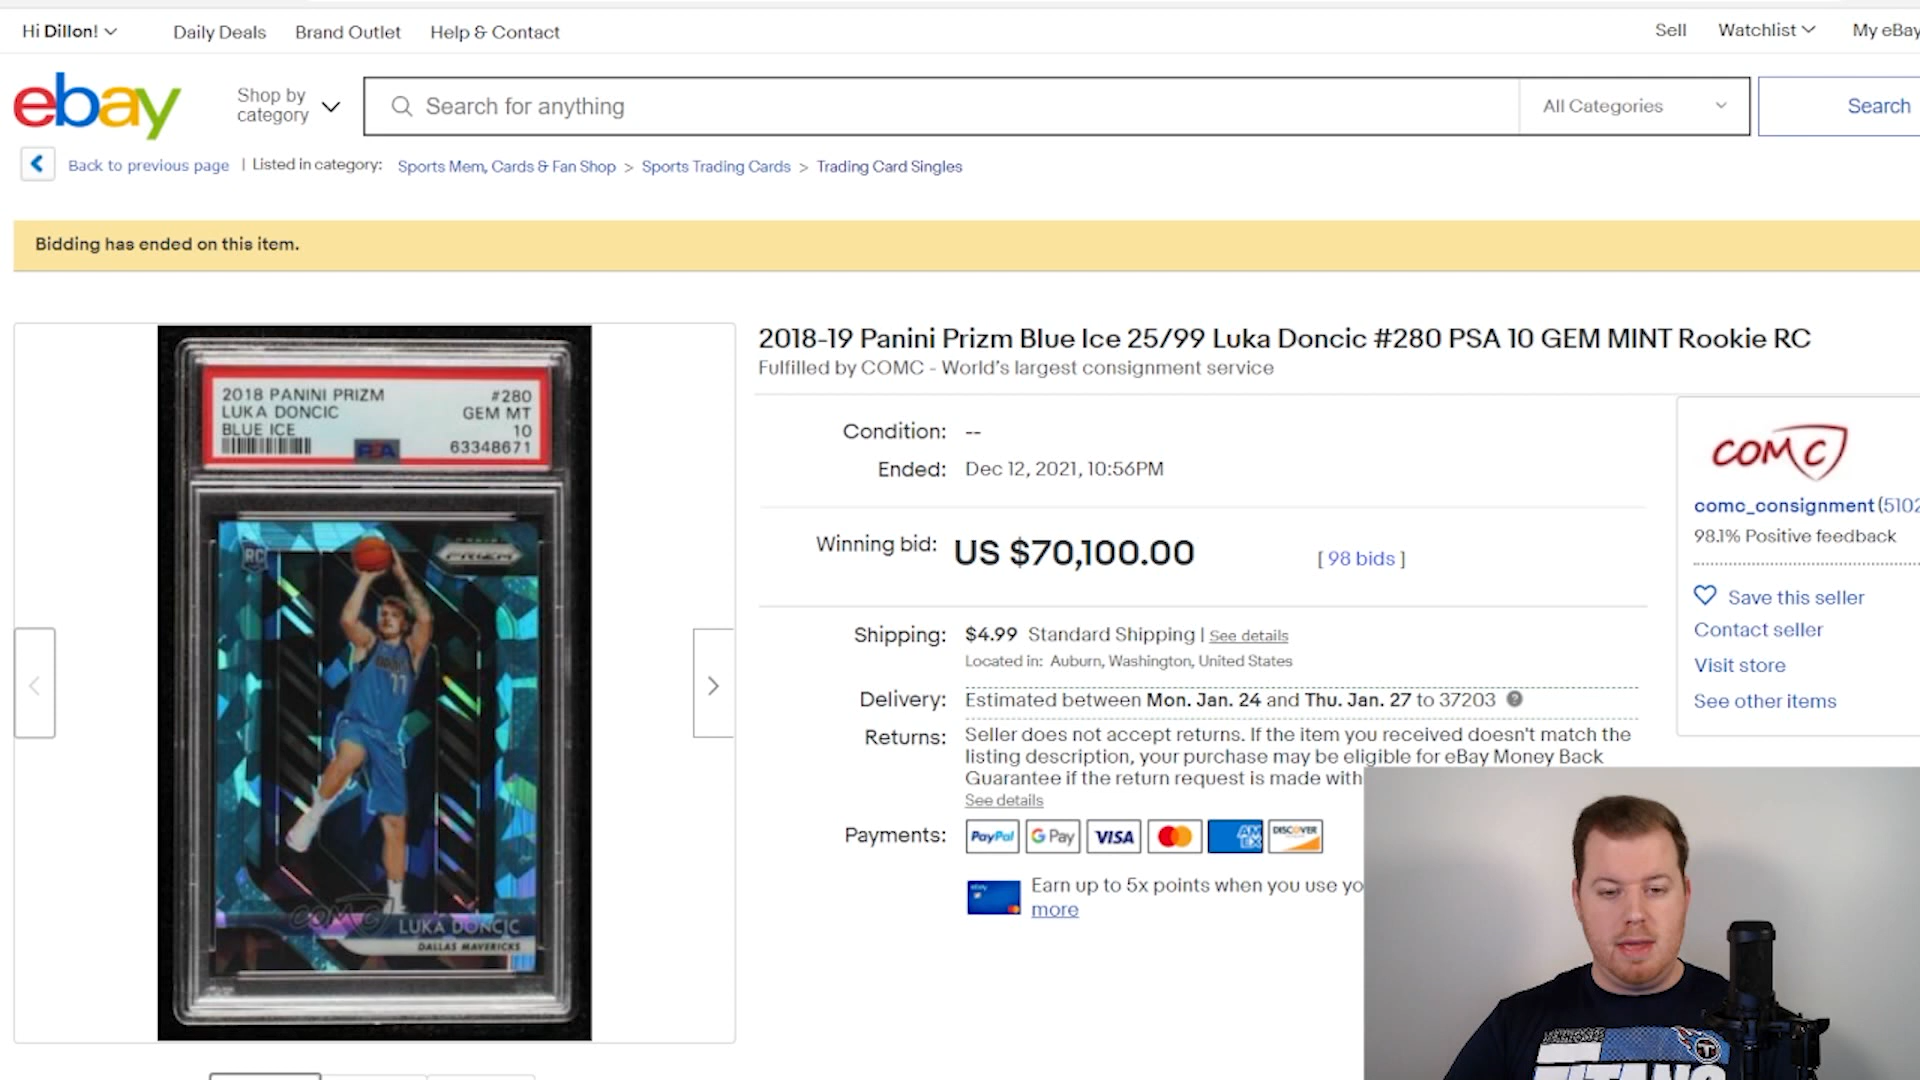 Hi Dillon!
Daily Deals
Brand Outlet
Help & Contact
Sell
Watchlist
My eBay
ebay
Shop by
category
Search for anything
All Categories
Search
Back to previous page
| Listed in category:
Sports Mem, Cards & Fan Shop > Sports Trading Cards > Trading Card Singles
Bidding has ended on this item.
2018 PANINI PRIZM #280
LUKA DONCIC GEM MT
BLUE ICE 10
PSA 63348671
RC
PRIZM
77
COMC
LUKA DONCIC
DALLAS MAVERICKS
2018-19 Panini Prizm Blue Ice 25/99 Luka Doncic #280 PSA 10 GEM MINT Rookie RC
Fulfilled by COMC - World's largest consignment service
Condition: --
Ended: Dec 12, 2021, 10:56PM
Winning bid: US $70,100.00 [ 98 bids ]
Shipping: $4.99 Standard Shipping | See details
Located in: Auburn, Washington, United States
Delivery: Estimated between Mon. Jan. 24 and Thu. Jan. 27 to 37203 ?
Returns: Seller does not accept returns. If the item you received doesn't match the
listing description, your purchase may be eligible for eBay Money Back
Guarantee if the return request is made with
See details
Payments: PayPal G Pay VISA AMEX DISCOVER
ebay
Earn up to 5x points when you use yo
more
COMC
comc_consignment (5102
98.1% Positive feedback
Save this seller
Contact seller
Visit store
See other items
T
TITANS